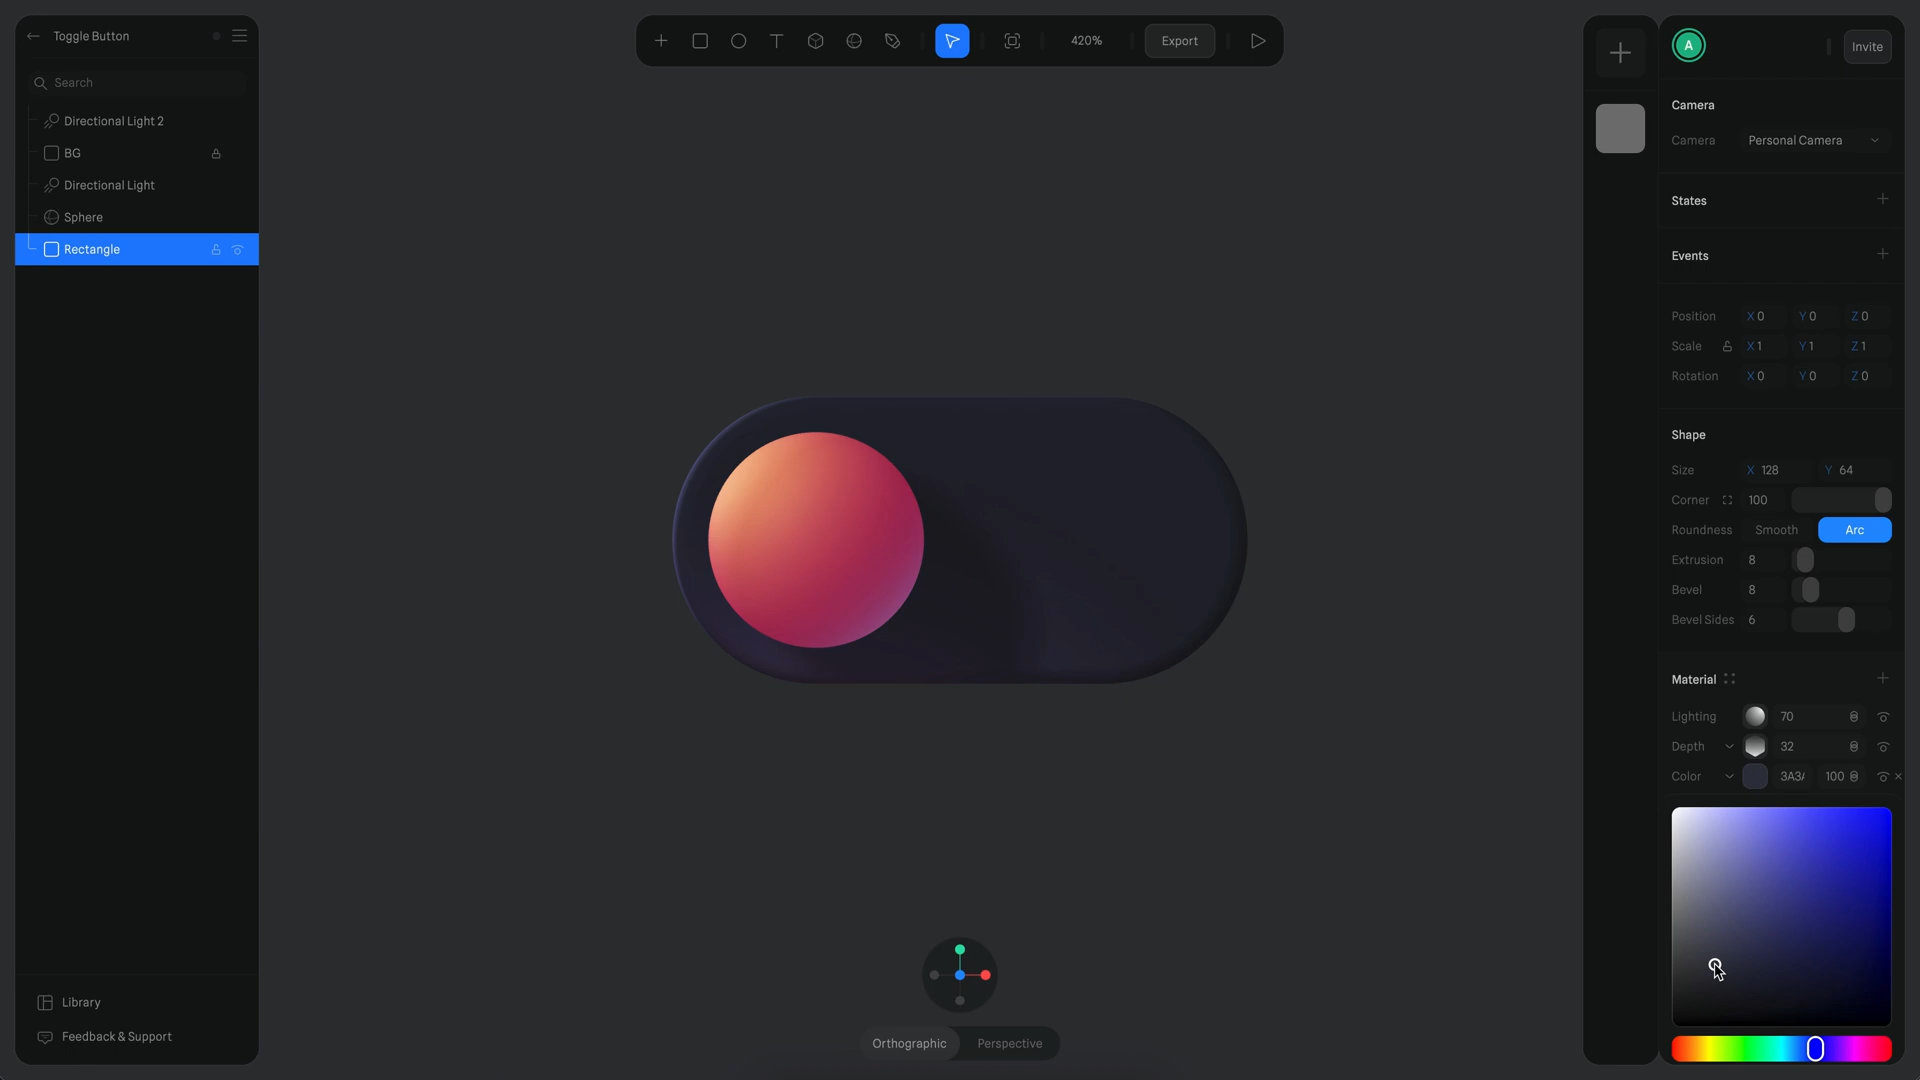 Toggle Button
Search
Directional Light 2
BG
Directional Light
Sphere
Rectangle
Library
Feedback & Support
420%
Export
Orthographic
Perspective
A
Invite
Camera
Camera Personal Camera
States
Events
Position X 0 Y 0 Z 0
Scale X 1 Y 1 Z 1
Rotation X 0 Y 0 Z 0
Shape
Size X 128 Y 64
Corner 100
Roundness Smooth Arc
Extrusion 8
Bevel 8
Bevel Sides 6
Material
Lighting 70
Depth 32
Color 3A3 100